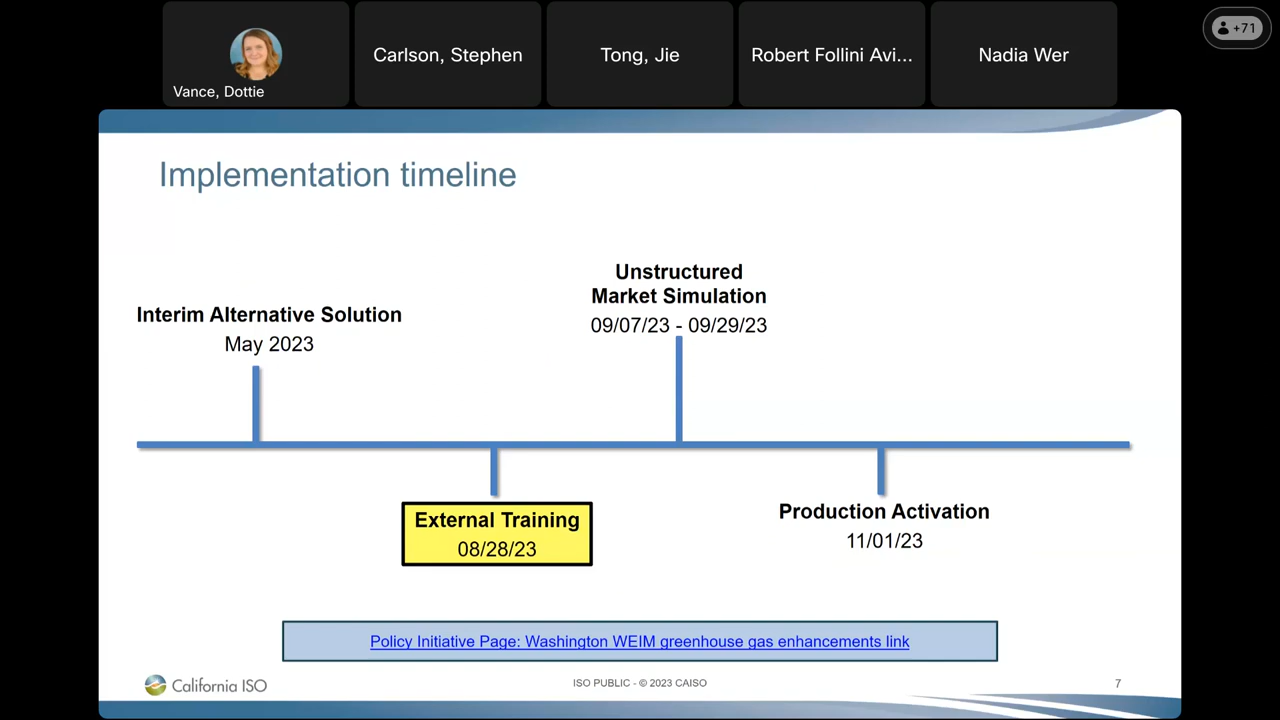 Vance, Dottie
Carlson, Stephen
Tong, Jie
Robert Follini Avi...
Nadia Wer
+71
Implementation timeline
Interim Alternative Solution
May 2023
Unstructured
Market Simulation
09/07/23 - 09/29/23
External Training
08/28/23
Production Activation
11/01/23
Policy Initiative Page: Washington WEIM greenhouse gas enhancements link
California ISO
ISO PUBLIC - © 2023 CAISO
7